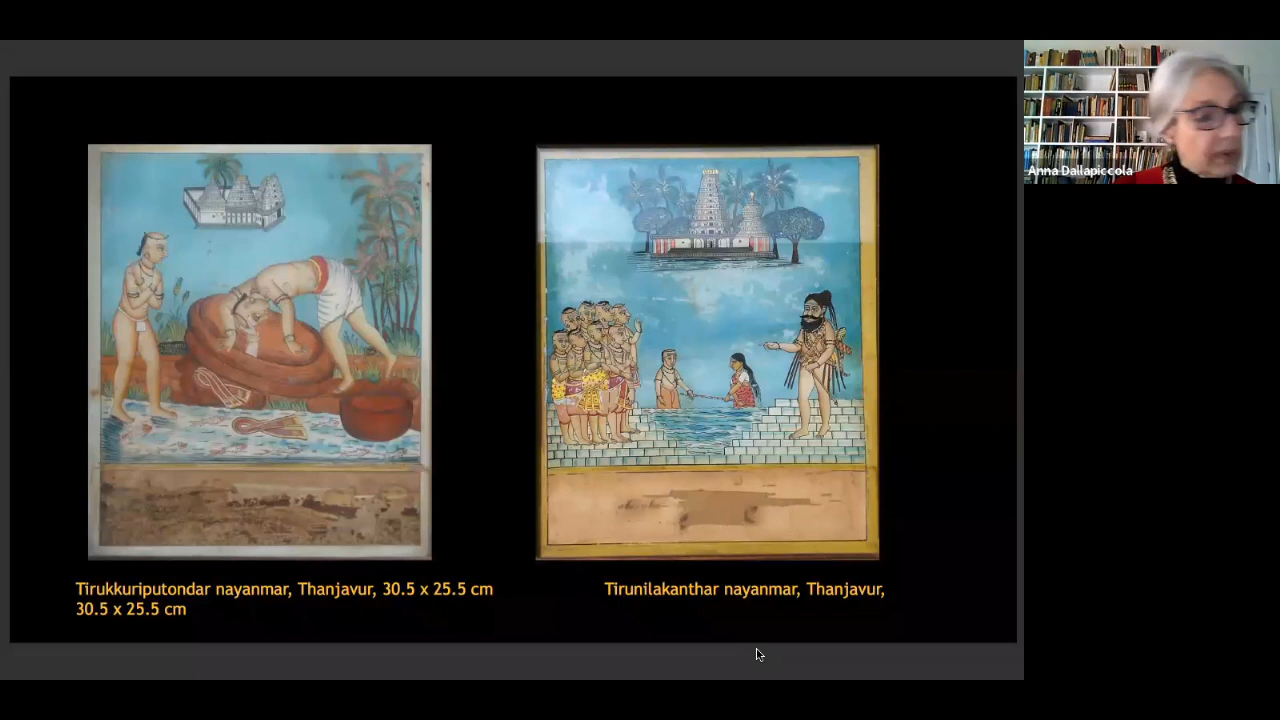 Anna Dallapiccola
Tirukkuriputondar nayanmar, Thanjavur, 30.5 x 25.5 cm
30.5 x 25.5 cm
Tirunilakanthar nayanmar, Thanjavur,